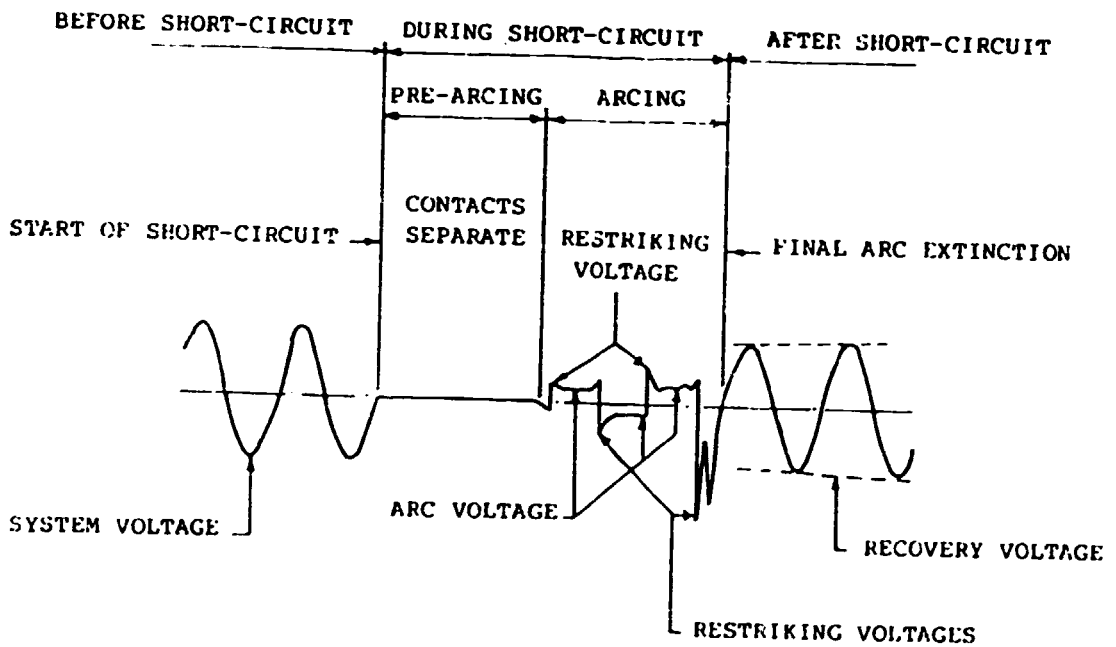 BEFORE SHORT-CIRCUIT
DURING SHORT-CIRCUIT
AFTER SHORT-CIRCUIT
PRE-ARCING
ARCING
START OF SHORT-CIRCUIT
CONTACTS
SEPARATE
RESTRIKING
VOLTAGE
FINAL ARC EXTINCTION
SYSTEM VOLTAGE
ARC VOLTAGE
RECOVERY VOLTAGE
RESTRIKING VOLTAGES